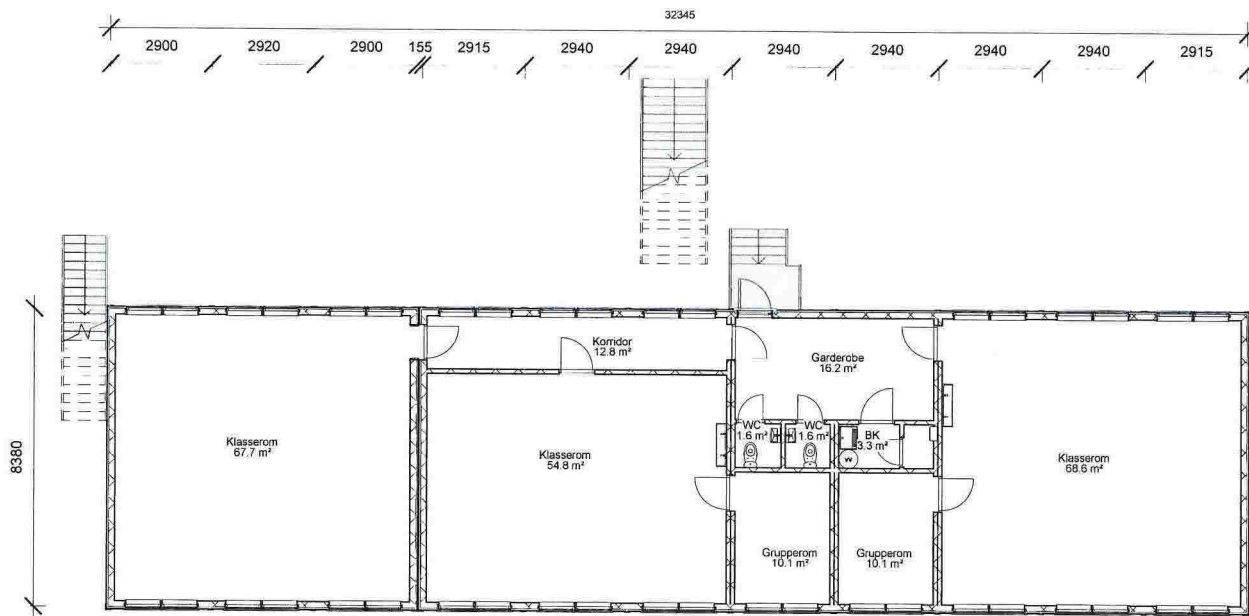 32345
2900 2920 2900 155 2915 2940 2940 2940 2940 2940 2940 2915
8380
Korridor
12.8 m²
Garderobe
16.2 m²
Klasserom
67.7 m²
Klasserom
54.8 m²
WC
1.6 m²
WC
1.6 m²
BK
3.3 m²
VV
Klasserom
68.6 m²
Grupperom
10.1 m²
Grupperom
10.1 m²